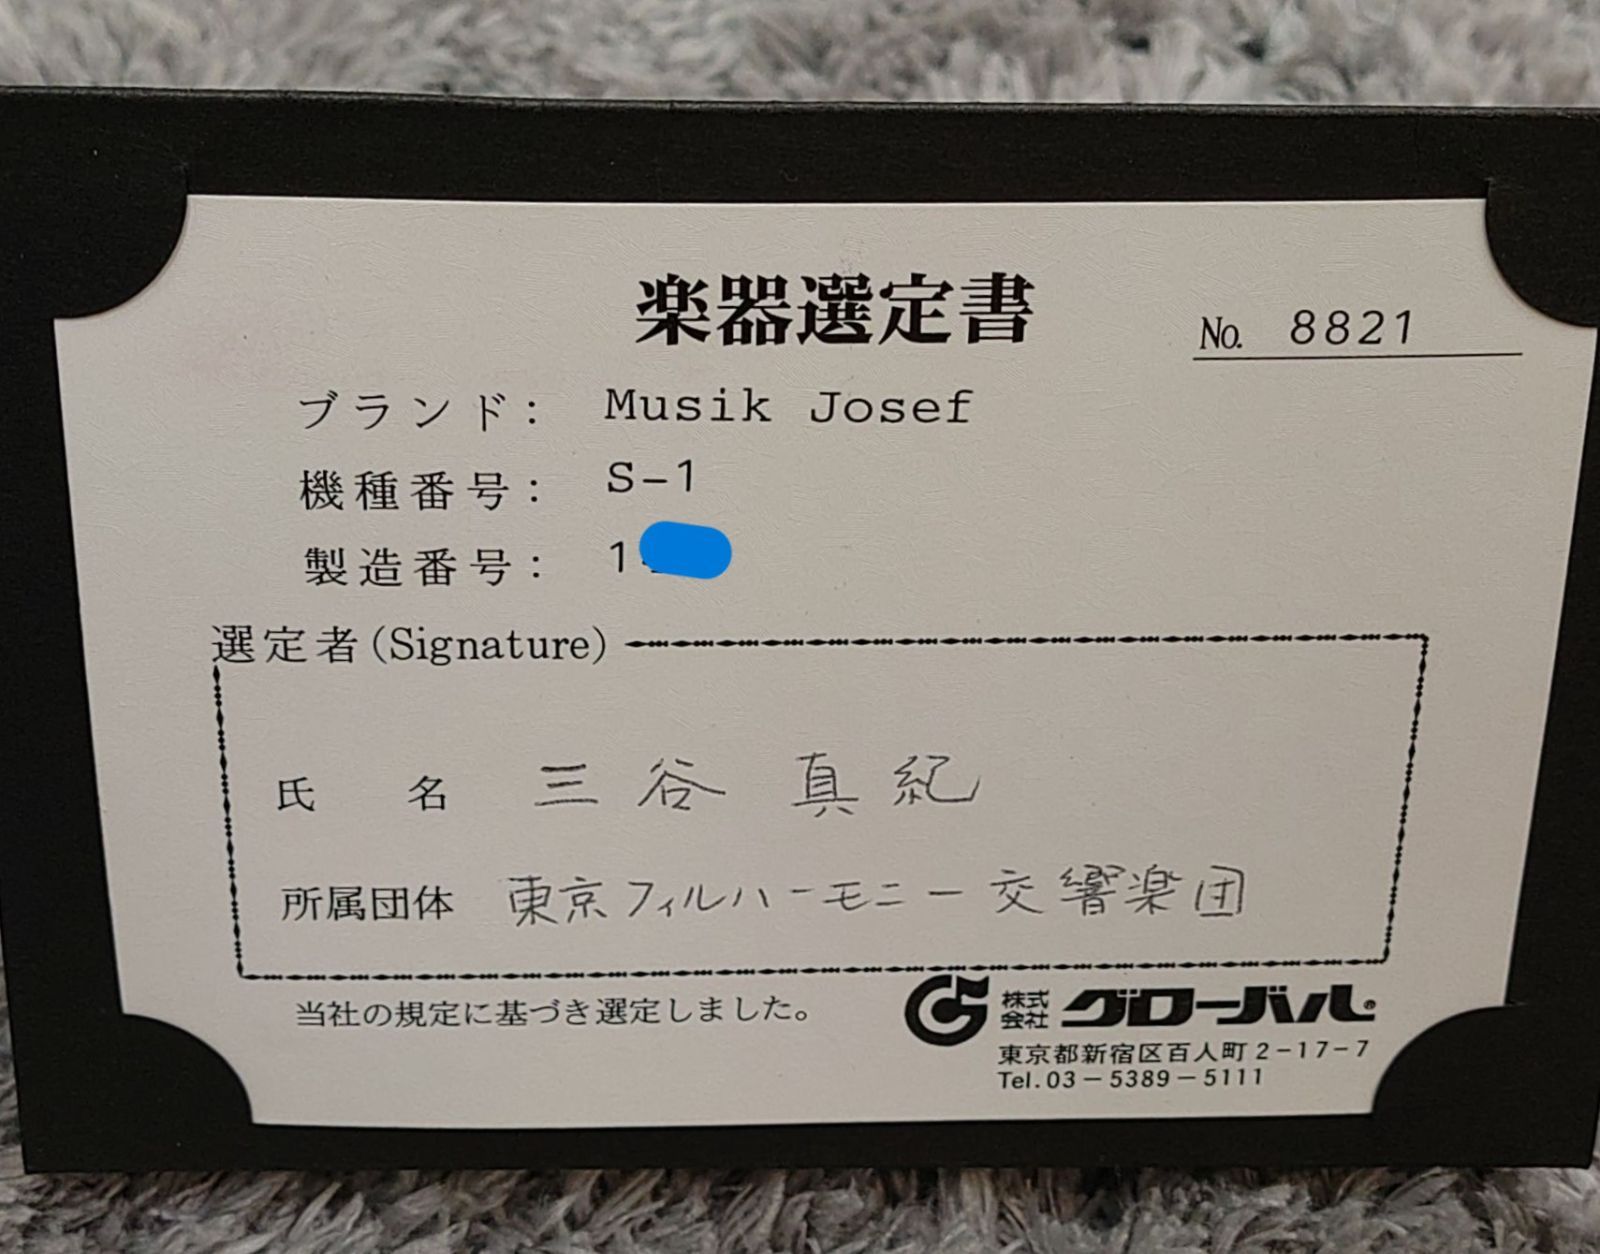 楽器選定書
No. 8821
ブランド： Musik Josef
機種番号： S-1
製造番号： 1
選定者(Signature)
氏 名 三谷 真紀
所属団体 東京フィルハーモニー交響楽団
当社の規定に基づき選定しました。
株式会社 グローバル®
東京都新宿区百人町2-17-7
Tel.03-5389-5111